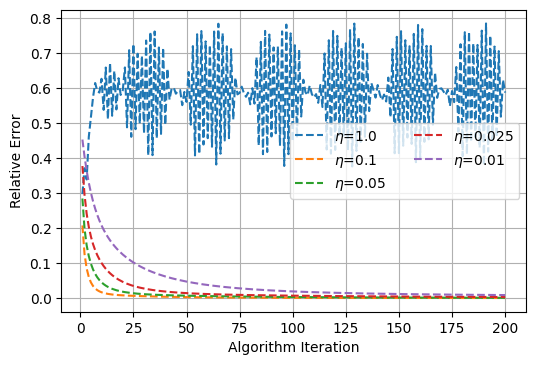 0.8
0.7
0.6
0.5
0.4
0.3
0.2
0.1
0.0
Relative Error
η=1.0
η=0.1
η=0.05
η=0.025
η=0.01
0 25 50 75 100 125 150 175 200
Algorithm Iteration